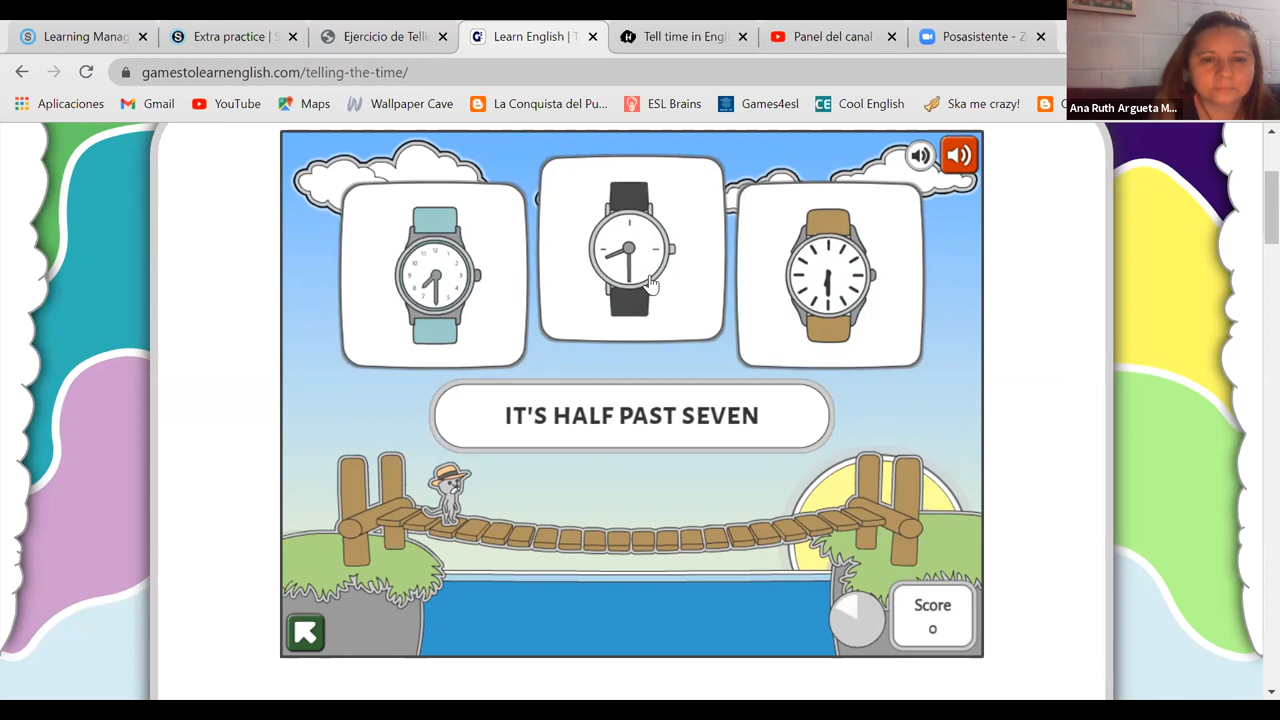 Learning Manag
Extra practice | S
Ejercicio de Tellin
Learn English | T
Tell time in Engli
Panel del canal
Posasistente - Z
gamestolearnenglish.com/telling-the-time/
Aplicaciones
Gmail
YouTube
Maps
Wallpaper Cave
La Conquista del Pu...
ESL Brains
Games4esl
Cool English
Ska me crazy!
Ana Ruth Argueta M...
IT'S HALF PAST SEVEN
Score
0